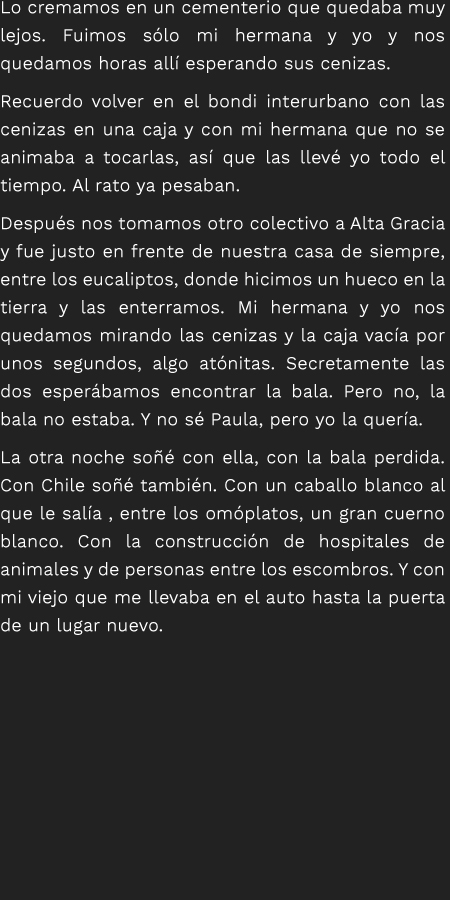 Lo cremamos en un cementerio que quedaba muy
lejos. Fuimos sólo mi hermana y yo y nos
quedamos horas allí esperando sus cenizas.
Recuerdo volver en el bondi interurbano con las
cenizas en una caja y con mi hermana que no se
animaba a tocarlas, así que las llevé yo todo el
tiempo. Al rato ya pesaban.
Después nos tomamos otro colectivo a Alta Gracia
y fue justo en frente de nuestra casa de siempre,
entre los eucaliptos, donde hicimos un hueco en la
tierra y las enterramos. Mi hermana y yo nos
quedamos mirando las cenizas y la caja vacía por
unos segundos, algo atónitas. Secretamente las
dos esperábamos encontrar la bala. Pero no, la
bala no estaba. Y no sé Paula, pero yo la quería.
La otra noche soñé con ella, con la bala perdida.
Con Chile soñé también. Con un caballo blanco al
que le salía , entre los omóplatos, un gran cuerno
blanco. Con la construcción de hospitales de
animales y de personas entre los escombros. Y con
mi viejo que me llevaba en el auto hasta la puerta
de un lugar nuevo.